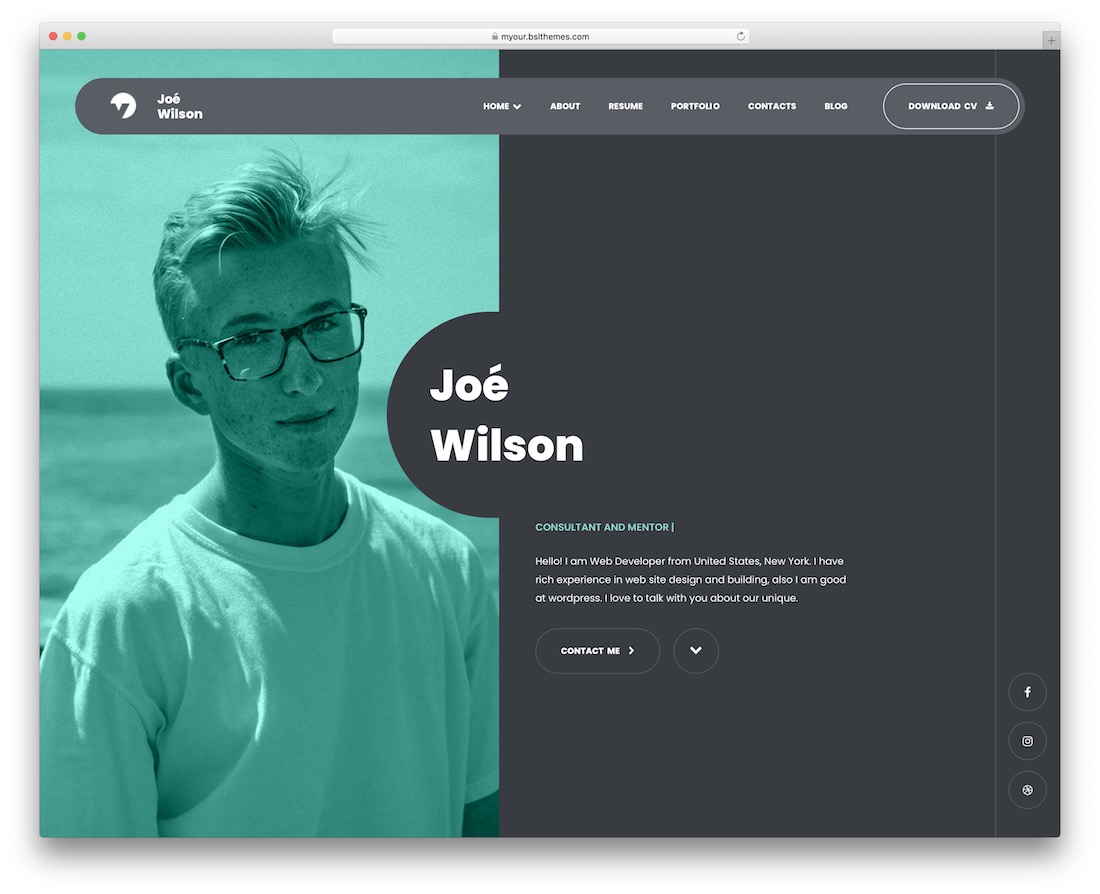 myour.bslthemes.com
Joé
Wilson
HOME ABOUT RESUME PORTFOLIO CONTACTS BLOG DOWNLOAD CV
Joé
Wilson
CONSULTANT AND MENTOR |
Hello! I am Web Developer from United States, New York. I have
rich experience in web site design and building, also I am good
at wordpress. I love to talk with you about our unique.
CONTACT ME